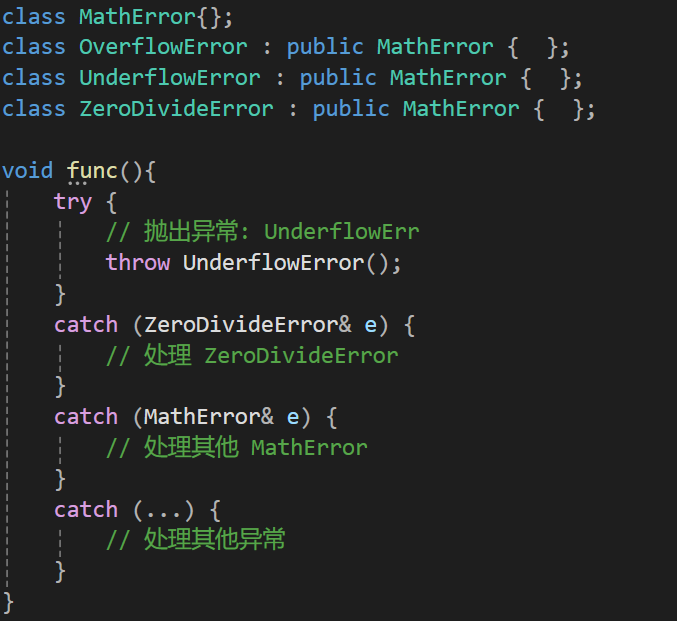 class MathError{};
class OverflowError : public MathError {  };
class UnderflowError : public MathError {  };
class ZeroDivideError : public MathError {  };
void func(){
    try {
        // 抛出异常: UnderflowErr
        throw UnderflowError();
    }
    catch (ZeroDivideError& e) {
        // 处理 ZeroDivideError
    }
    catch (MathError& e) {
        // 处理其他 MathError
    }
    catch (...) {
        // 处理其他异常
    }
}